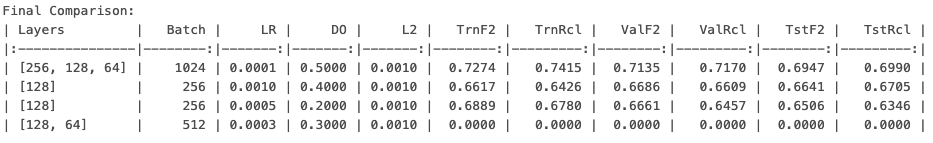 Final Comparison:
| Layers         |   Batch |     LR |     DO |     L2 |   TrnF2 |   TrnRcl |   ValF2 |   ValRcl |   TstF2 |   TstRcl |
|:---------------|--------:|-------:|-------:|-------:|--------:|---------:|--------:|---------:|--------:|---------:|
| [256, 128, 64] |    1024 | 0.0001 | 0.5000 | 0.0010 |  0.7274 |   0.7415 |  0.7135 |   0.7170 |  0.6947 |   0.6990 |
| [128]          |     256 | 0.0010 | 0.4000 | 0.0010 |  0.6617 |   0.6426 |  0.6686 |   0.6609 |  0.6641 |   0.6705 |
| [128]          |     256 | 0.0005 | 0.2000 | 0.0010 |  0.6889 |   0.6780 |  0.6661 |   0.6457 |  0.6506 |   0.6346 |
| [128, 64]      |     512 | 0.0003 | 0.3000 | 0.0010 |  0.0000 |   0.0000 |  0.0000 |   0.0000 |  0.0000 |   0.0000 |